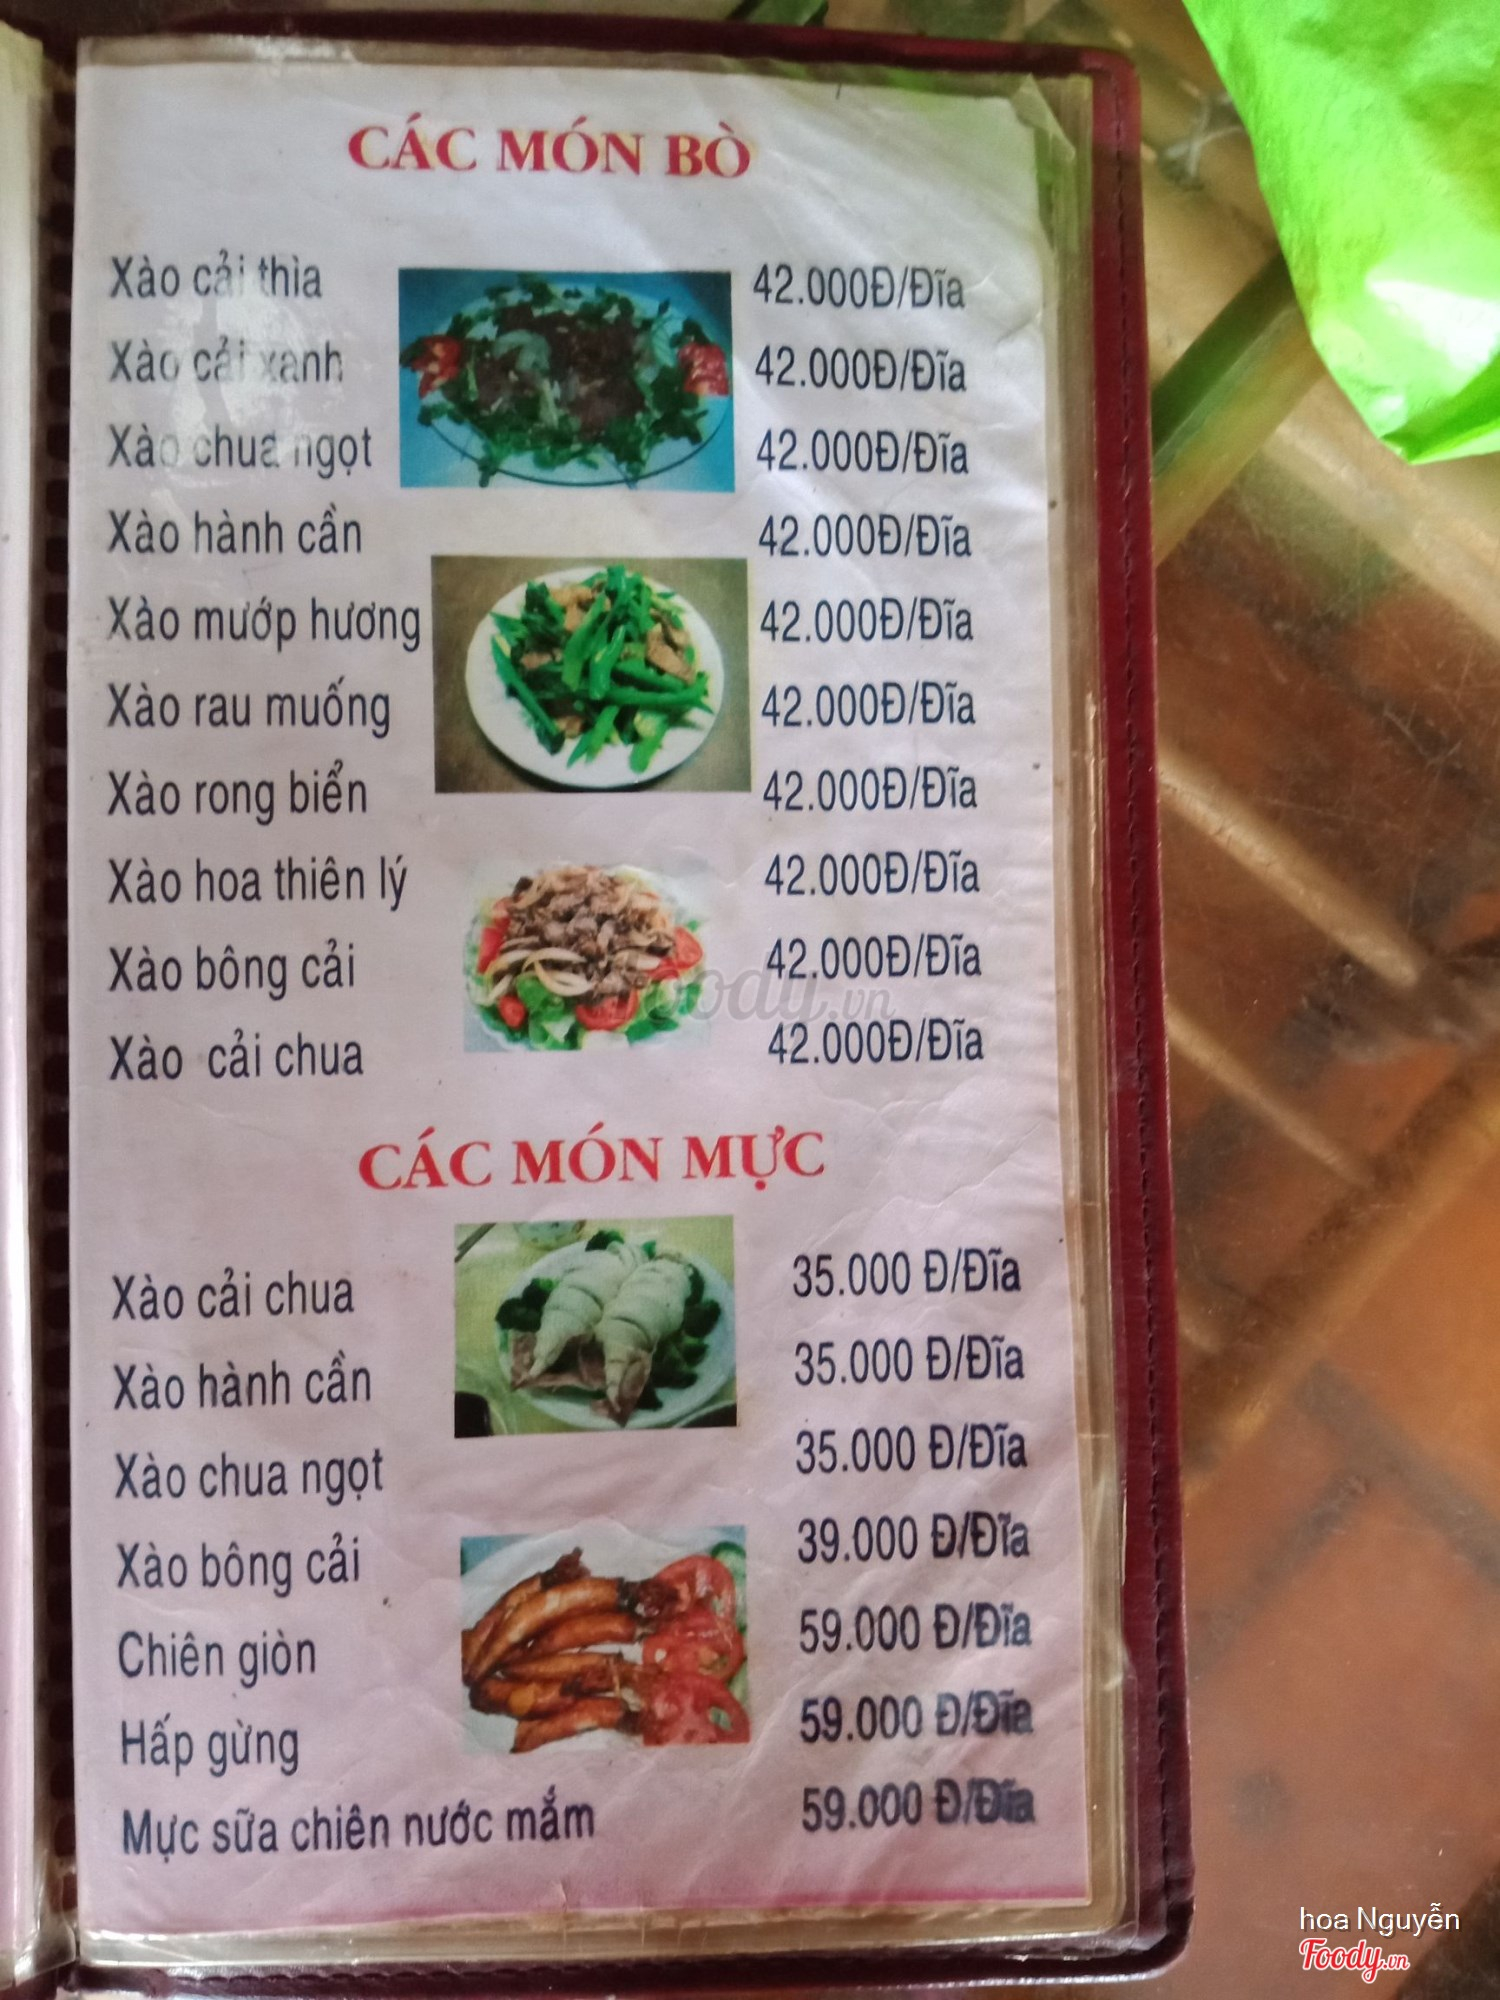 CÁC MÓN BÒ
Xào cải thìa 42.000Đ/Đĩa
Xào cải xanh 42.000Đ/Đĩa
Xào chua ngọt 42.000Đ/Đĩa
Xào hành cần 42.000Đ/Đĩa
Xào mướp hương 42.000Đ/Đĩa
Xào rau muống 42.000Đ/Đĩa
Xào rong biển 42.000Đ/Đĩa
Xào hoa thiên lý 42.000Đ/Đĩa
Xào bông cải 42.000Đ/Đĩa
Xào cải chua 42.000Đ/Đĩa
Foody.vn
CÁC MÓN MỰC
Xào cải chua 35.000 Đ/Đĩa
Xào hành cần 35.000 Đ/Đĩa
Xào chua ngọt 35.000 Đ/Đĩa
Xào bông cải 39.000 Đ/Đĩa
Chiên giòn 59.000 Đ/Đĩa
Hấp gừng 59.000 Đ/Đĩa
Mực sữa chiên nước mắm 59.000 Đ/Đĩa
hoa Nguyễn
Foody.vn